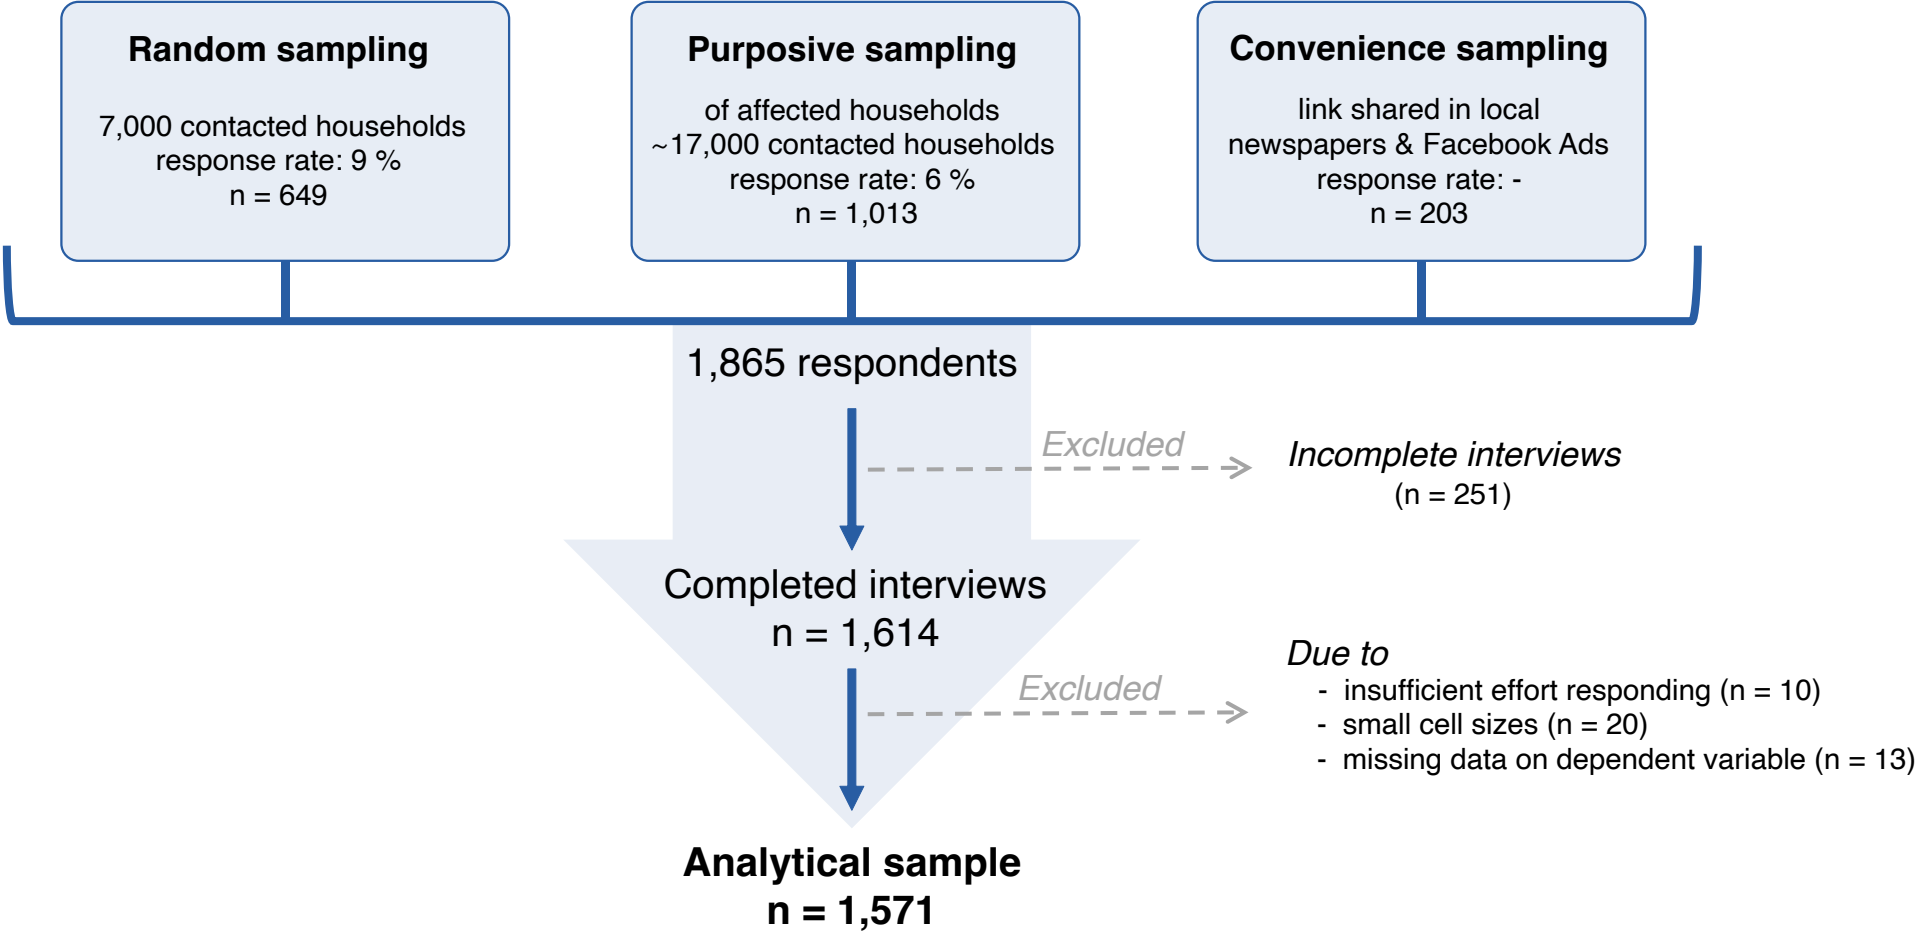 Random sampling
7,000 contacted households
response rate: 9 %
n = 649
Purposive sampling
of affected households
~17,000 contacted households
response rate: 6 %
n = 1,013
Convenience sampling
link shared in local
newspapers & Facebook Ads
response rate: -
n = 203
1,865 respondents
Excluded
Incomplete interviews
(n = 251)
Completed interviews
n = 1,614
Excluded
Due to
- insufficient effort responding (n = 10)
- small cell sizes (n = 20)
- missing data on dependent variable (n = 13)
Analytical sample
n = 1,571